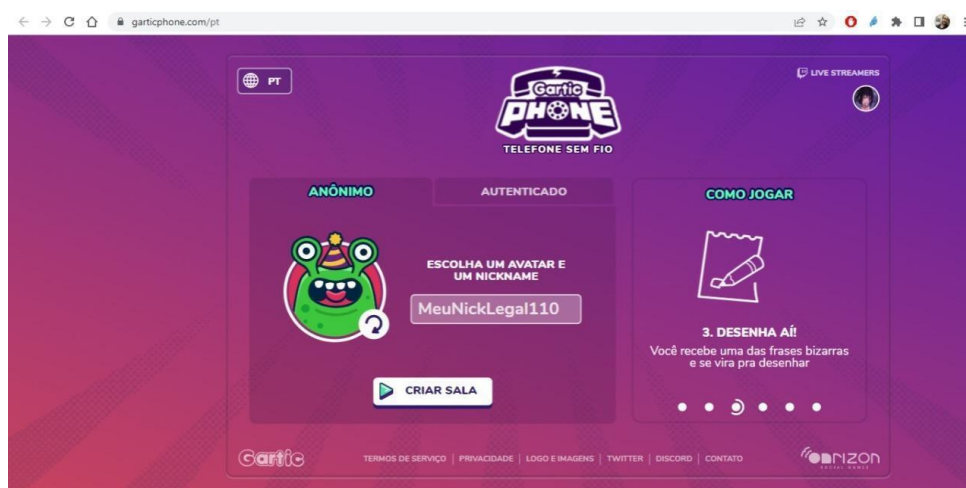 garticphone.com/pt
PT
Gartic
PHONE
TELEFONE SEM FIO
LIVE STREAMERS
ANÔNIMO
AUTENTICADO
ESCOLHA UM AVATAR E
UM NICKNAME
MeuNickLegal110
CRIAR SALA
COMO JOGAR
3. DESENHA AÍ!
Você recebe uma das frases bizarras
e se vira pra desenhar
Gartic
TERMOS DE SERVIÇO | PRIVACIDADE | LOGO E IMAGENS | TWITTER | DISCORD | CONTATO
ONRIZON
SOCIAL GAMES